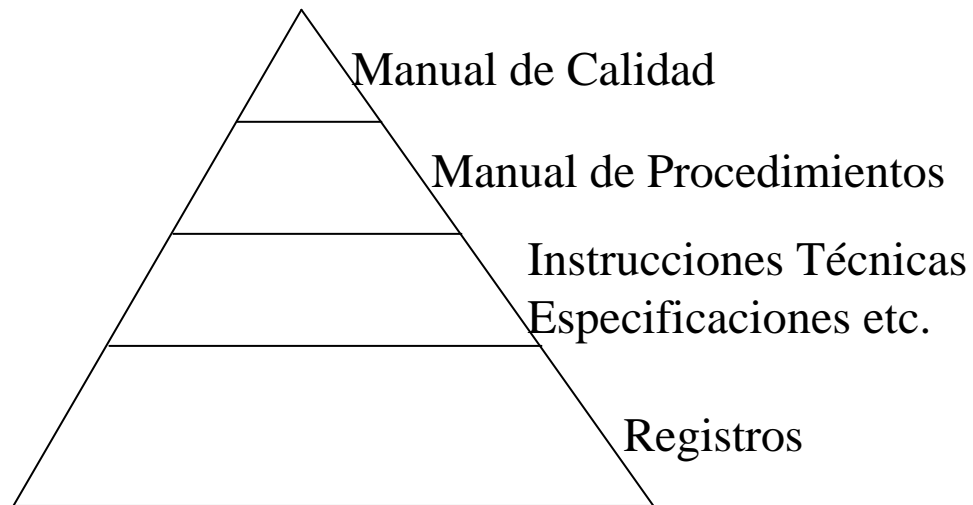 Manual de Calidad
Manual de Procedimientos
Instrucciones Técnicas
Especificaciones etc.
Registros